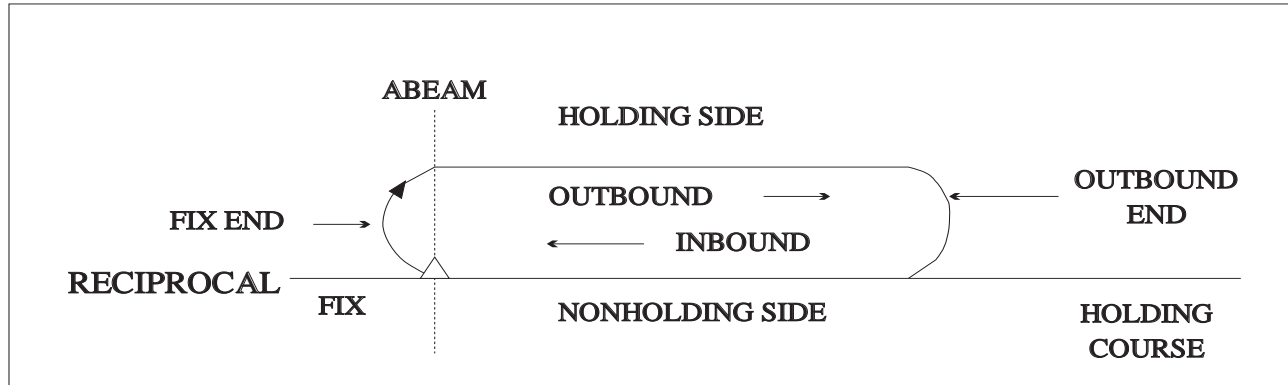 ABEAM
HOLDING SIDE
OUTBOUND
OUTBOUND
END
FIX END
INBOUND
RECIPROCAL
FIX
NONHOLDING SIDE
HOLDING
COURSE